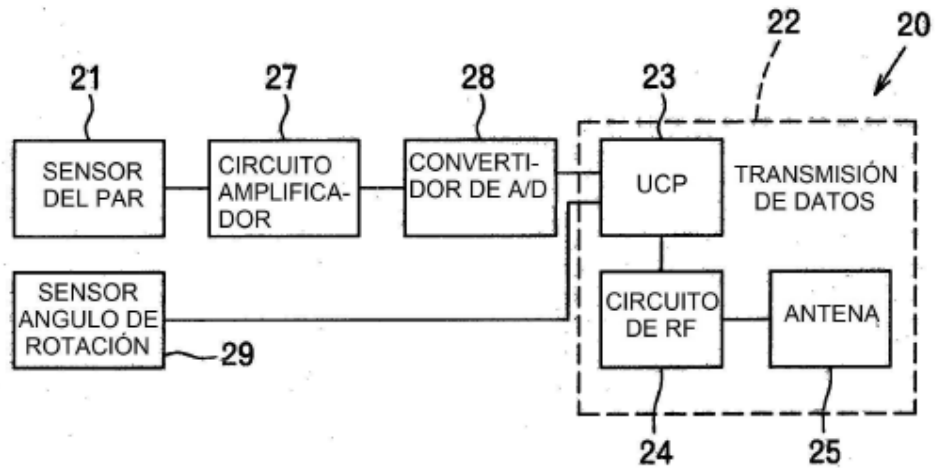 22
20
21
27
28
23
SENSOR
DEL PAR
CIRCUITO
AMPLIFICA-
DOR
CONVERTI-
DOR DE A/D
UCP
TRANSMISIÓN
DE DATOS
SENSOR
ANGULO DE
ROTACIÓN
29
CIRCUITO
DE RF
ANTENA
24
25